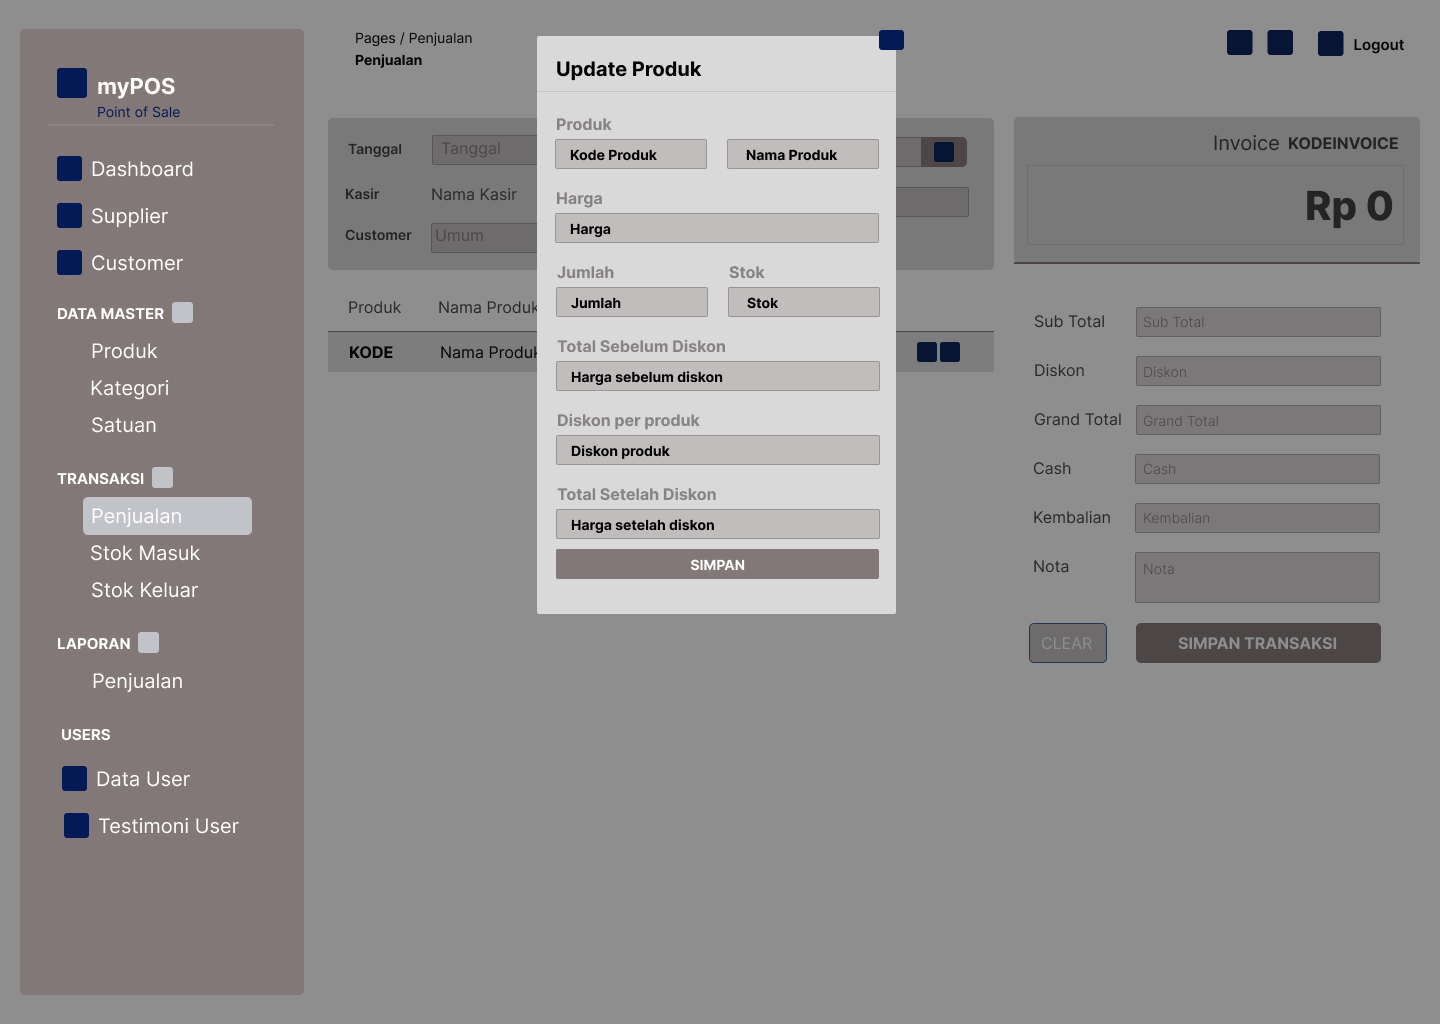 myPOS
Point of Sale
Dashboard
Supplier
Customer
DATA MASTER
Produk
Kategori
Satuan
TRANSAKSI
Penjualan
Stok Masuk
Stok Keluar
LAPORAN
Penjualan
USERS
Data User
Testimoni User
Pages / Penjualan
Penjualan
Logout
Tanggal
Tanggal
Kasir
Nama Kasir
Customer
Umum
Produk
Nama Produk
KODE
Nama Produk
Update Produk
Produk
Kode Produk
Nama Produk
Harga
Harga
Jumlah
Stok
Jumlah
Stok
Total Sebelum Diskon
Harga sebelum diskon
Diskon per produk
Diskon produk
Total Setelah Diskon
Harga setelah diskon
SIMPAN
Invoice KODEINVOICE
Rp 0
Sub Total
Sub Total
Diskon
Diskon
Grand Total
Grand Total
Cash
Cash
Kembalian
Kembalian
Nota
Nota
CLEAR
SIMPAN TRANSAKSI